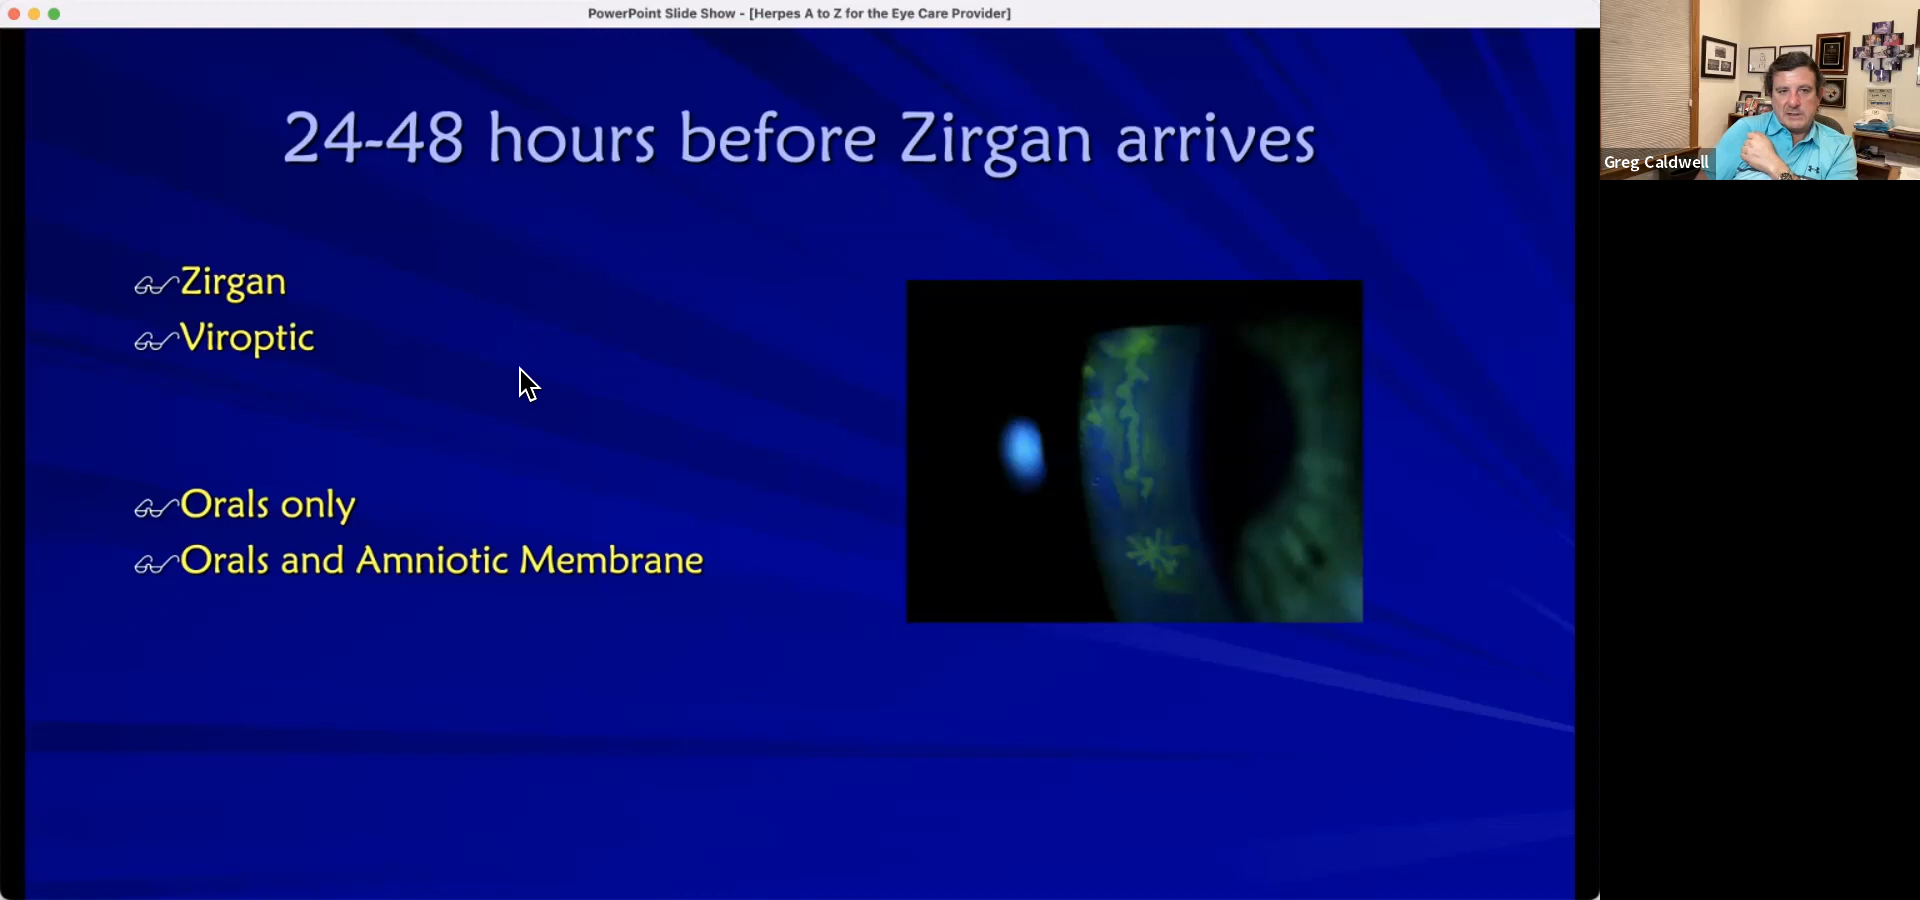 PowerPoint Slide Show - [Herpes A to Z for the Eye Care Provider]
24-48 hours before Zirgan arrives
Zirgan
Viroptic
Orals only
Orals and Amniotic Membrane
Greg Caldwell